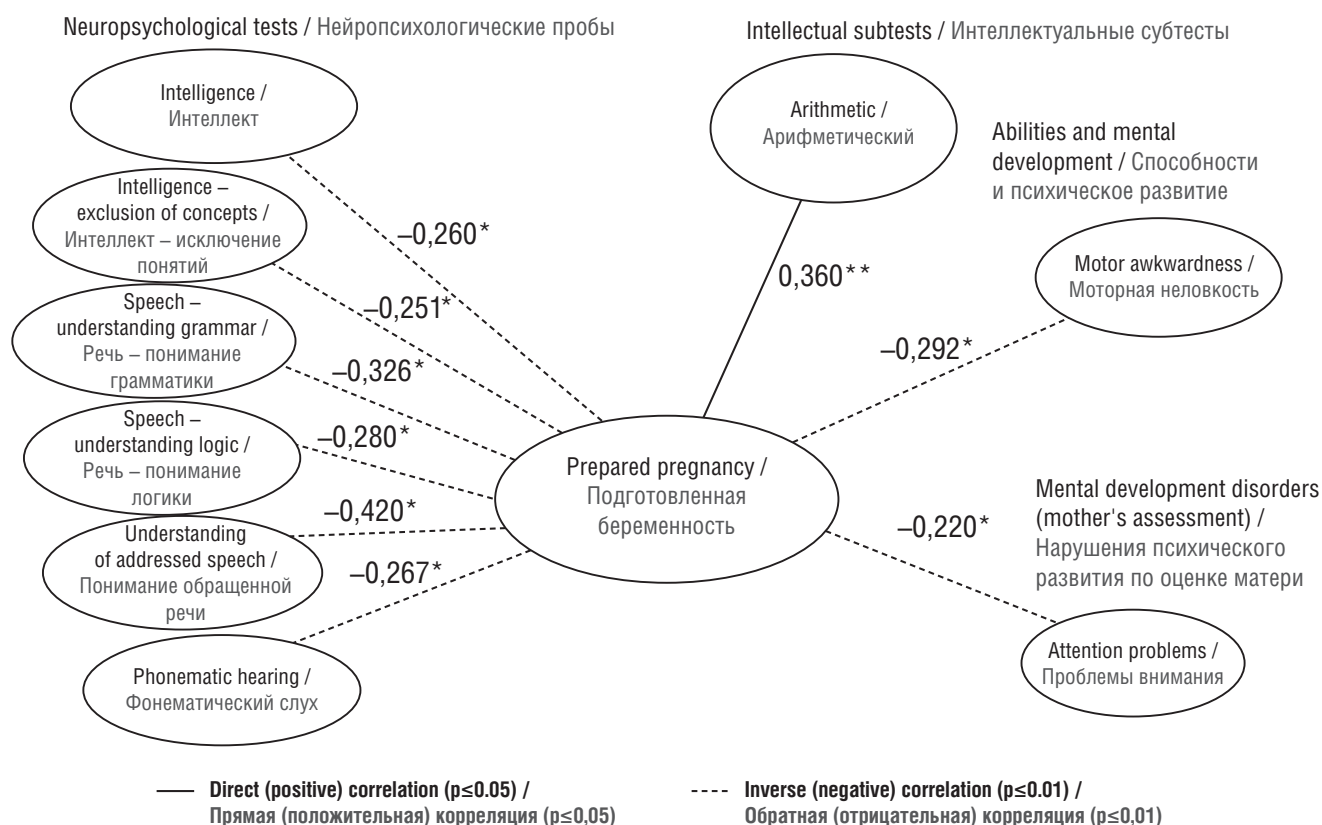 Neuropsychological tests / Нейропсихологические пробы
Intelligence /
Интеллект
Intelligence –
exclusion of concepts /
Интеллект – исключение
понятий
Speech –
understanding grammar /
Речь – понимание
грамматики
Speech –
understanding logic /
Речь – понимание
логики
Understanding
of addressed speech /
Понимание обращенной
речи
Phonematic hearing /
Фонематический слух
–0,260*
–0,251*
–0,326*
–0,280*
–0,420*
–0,267*
Prepared pregnancy /
Подготовленная
беременность
Intellectual subtests / Интеллектуальные субтесты
Arithmetic /
Арифметический
0,360**
Abilities and mental
development / Способности
и психическое развитие
Motor awkwardness /
Моторная неловкость
–0,292*
Mental development disorders
(mother's assessment) /
Нарушения психического
развития по оценке матери
–0,220*
Attention problems /
Проблемы внимания
Direct (positive) correlation (p≤0.05) /
Прямая (положительная) корреляция (p≤0,05)
Inverse (negative) correlation (p≤0.01) /
Обратная (отрицательная) корреляция (p≤0,01)